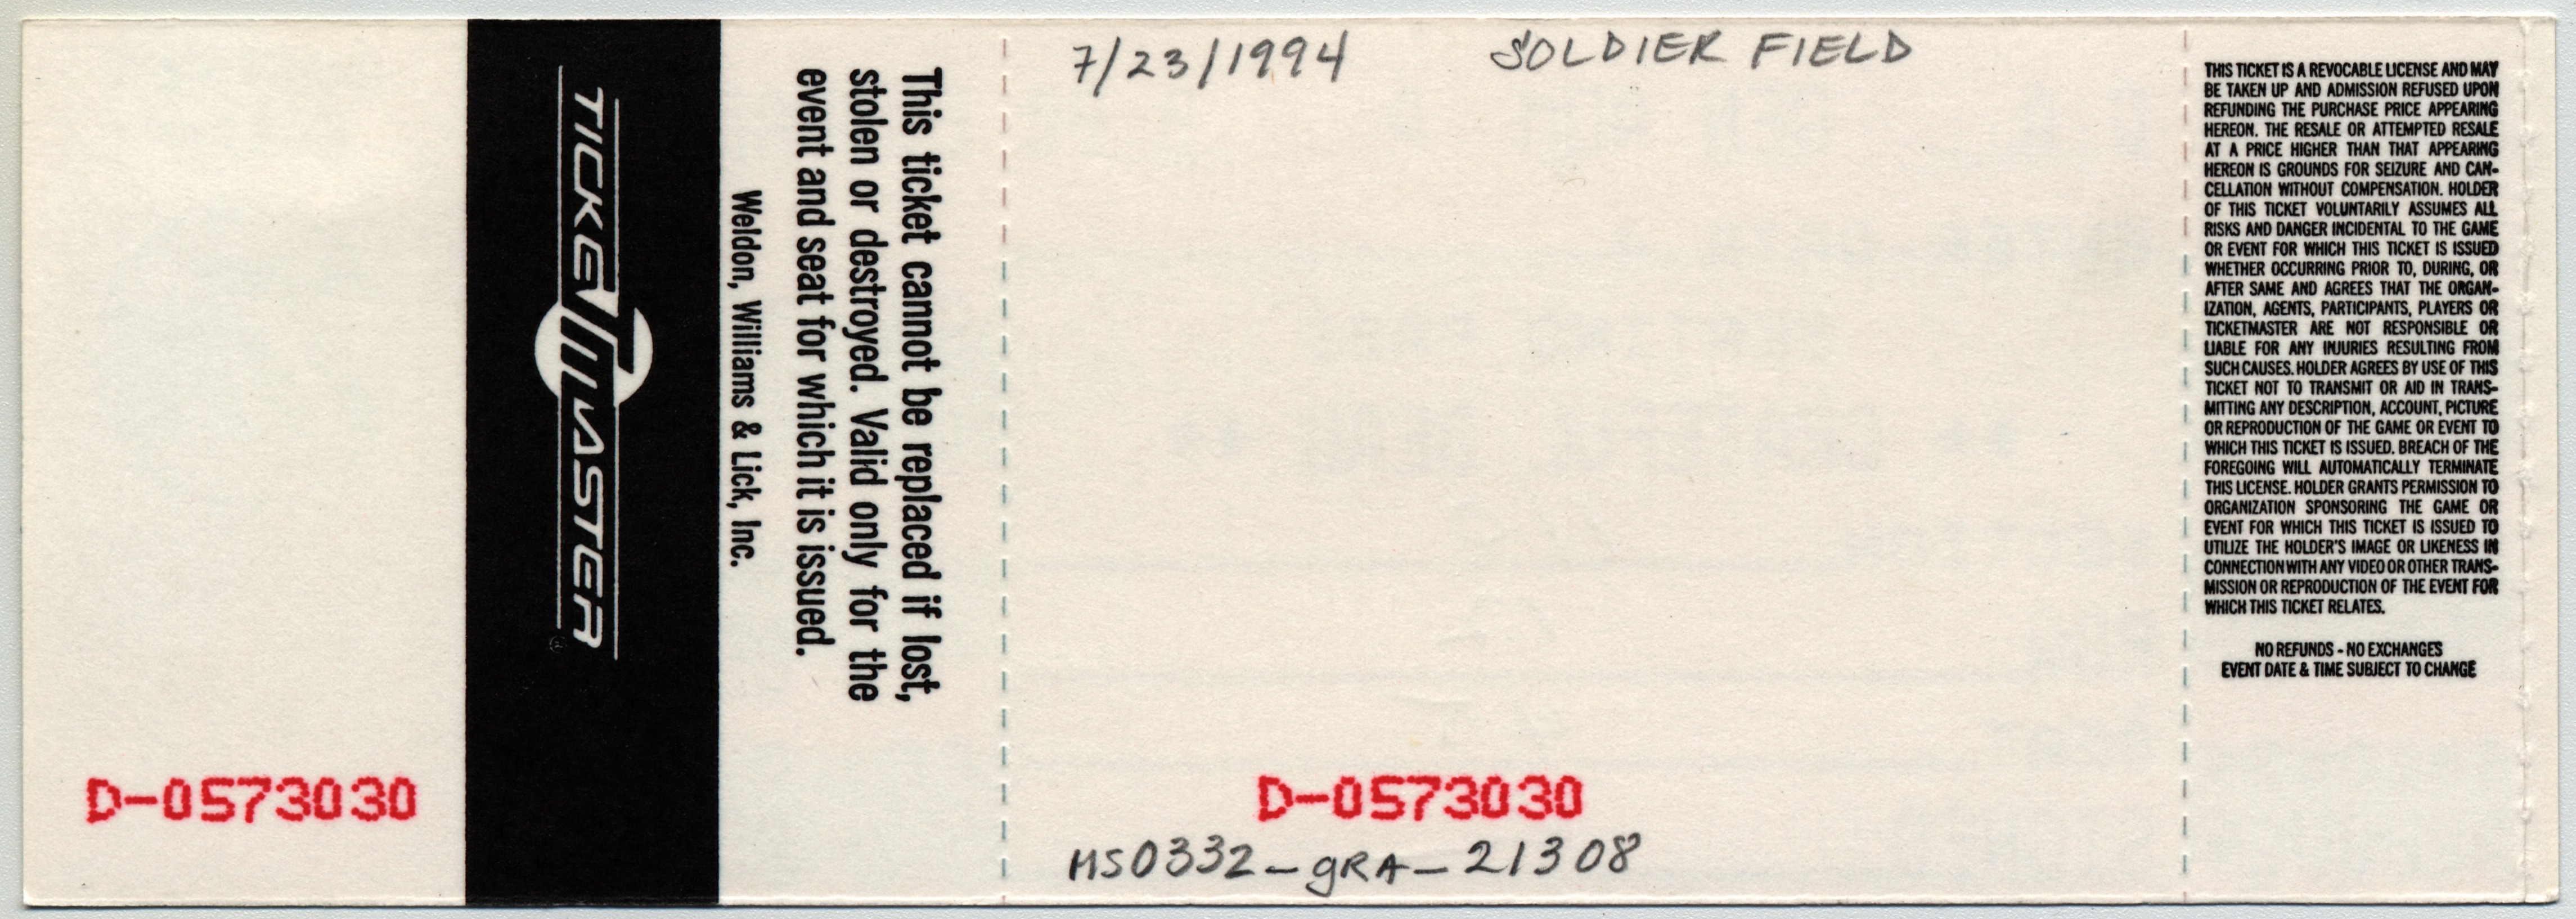 TICKETMASTER
®
This ticket cannot be replaced if lost,
stolen or destroyed. Valid only for the
event and seat for which it is issued.
Weldon, Williams & Lick, Inc.
D-0573030
7/23/1994 SOLDIER FIELD
D-0573030
MS0332-gRA-21308
THIS TICKET IS A REVOCABLE LICENSE AND MAY
BE TAKEN UP AND ADMISSION REFUSED UPON
REFUNDING THE PURCHASE PRICE APPEARING
HEREON. THE RESALE OR ATTEMPTED RESALE
AT A PRICE HIGHER THAN THAT APPEARING
HEREON IS GROUNDS FOR SEIZURE AND CAN-
CELLATION WITHOUT COMPENSATION. HOLDER
OF THIS TICKET VOLUNTARILY ASSUMES ALL
RISKS AND DANGER INCIDENTAL TO THE GAME
OR EVENT FOR WHICH THIS TICKET IS ISSUED
WHETHER OCCURRING PRIOR TO, DURING, OR
AFTER SAME AND AGREES THAT THE ORGAN-
IZATION, AGENTS, PARTICIPANTS, PLAYERS OR
TICKETMASTER ARE NOT RESPONSIBLE OR
LIABLE FOR ANY INJURIES RESULTING FROM
SUCH CAUSES. HOLDER AGREES BY USE OF THIS
TICKET NOT TO TRANSMIT OR AID IN TRANS-
MITTING ANY DESCRIPTION, ACCOUNT, PICTURE
OR REPRODUCTION OF THE GAME OR EVENT TO
WHICH THIS TICKET IS ISSUED. BREACH OF THE
FOREGOING WILL AUTOMATICALLY TERMINATE
THIS LICENSE. HOLDER GRANTS PERMISSION TO
ORGANIZATION SPONSORING THE GAME OR
EVENT FOR WHICH THIS TICKET IS ISSUED TO
UTILIZE THE HOLDER'S IMAGE OR LIKENESS IN
CONNECTION WITH ANY VIDEO OR OTHER TRANS-
MISSION OR REPRODUCTION OF THE EVENT FOR
WHICH THIS TICKET RELATES.
NO REFUNDS - NO EXCHANGES
EVENT DATE & TIME SUBJECT TO CHANGE